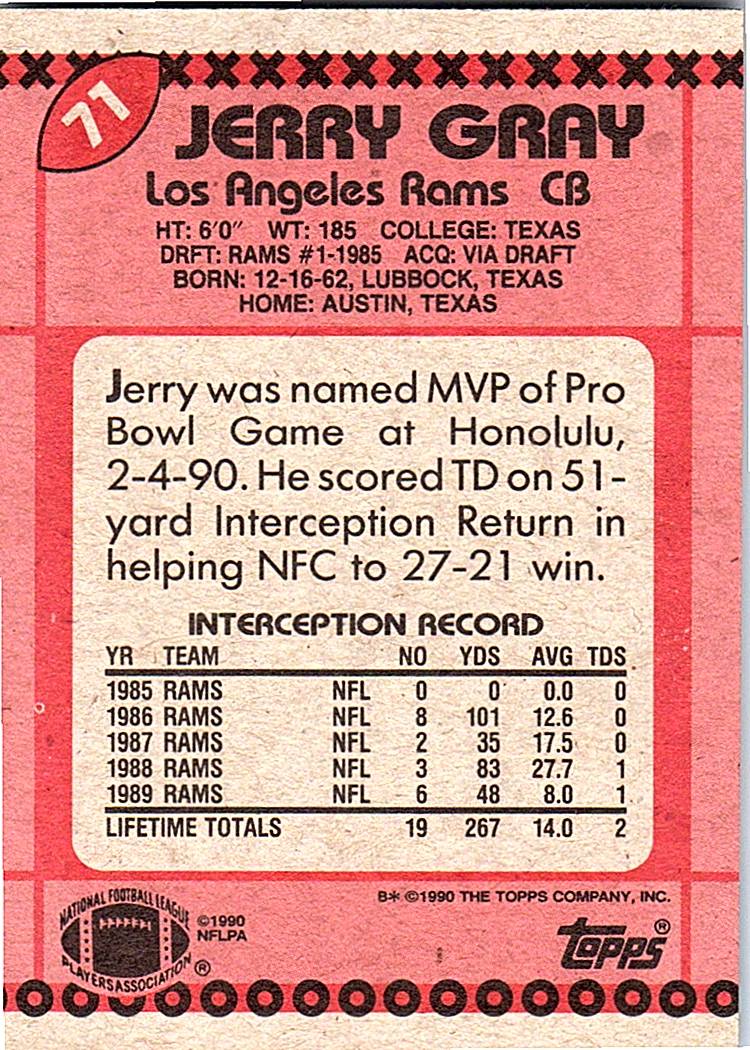 71
JERRY GRAY
Los Angeles Rams CB
HT: 6'0" WT: 185 COLLEGE: TEXAS
DRFT: RAMS #1-1985 ACQ: VIA DRAFT
BORN: 12-16-62, LUBBOCK, TEXAS
HOME: AUSTIN, TEXAS
Jerry was named MVP of Pro
Bowl Game at Honolulu,
2-4-90. He scored TD on 51-
yard Interception Return in
helping NFC to 27-21 win.
INTERCEPTION RECORD
YR TEAM NO YDS AVG TDS
1985 RAMS NFL 0 0 0.0 0
1986 RAMS NFL 8 101 12.6 0
1987 RAMS NFL 2 35 17.5 0
1988 RAMS NFL 3 83 27.7 1
1989 RAMS NFL 6 48 8.0 1
LIFETIME TOTALS 19 267 14.0 2
B* ©1990 THE TOPPS COMPANY, INC.
NATIONAL FOOTBALL LEAGUE
PLAYERS ASSOCIATION ®
©1990
NFLPA
topps ®